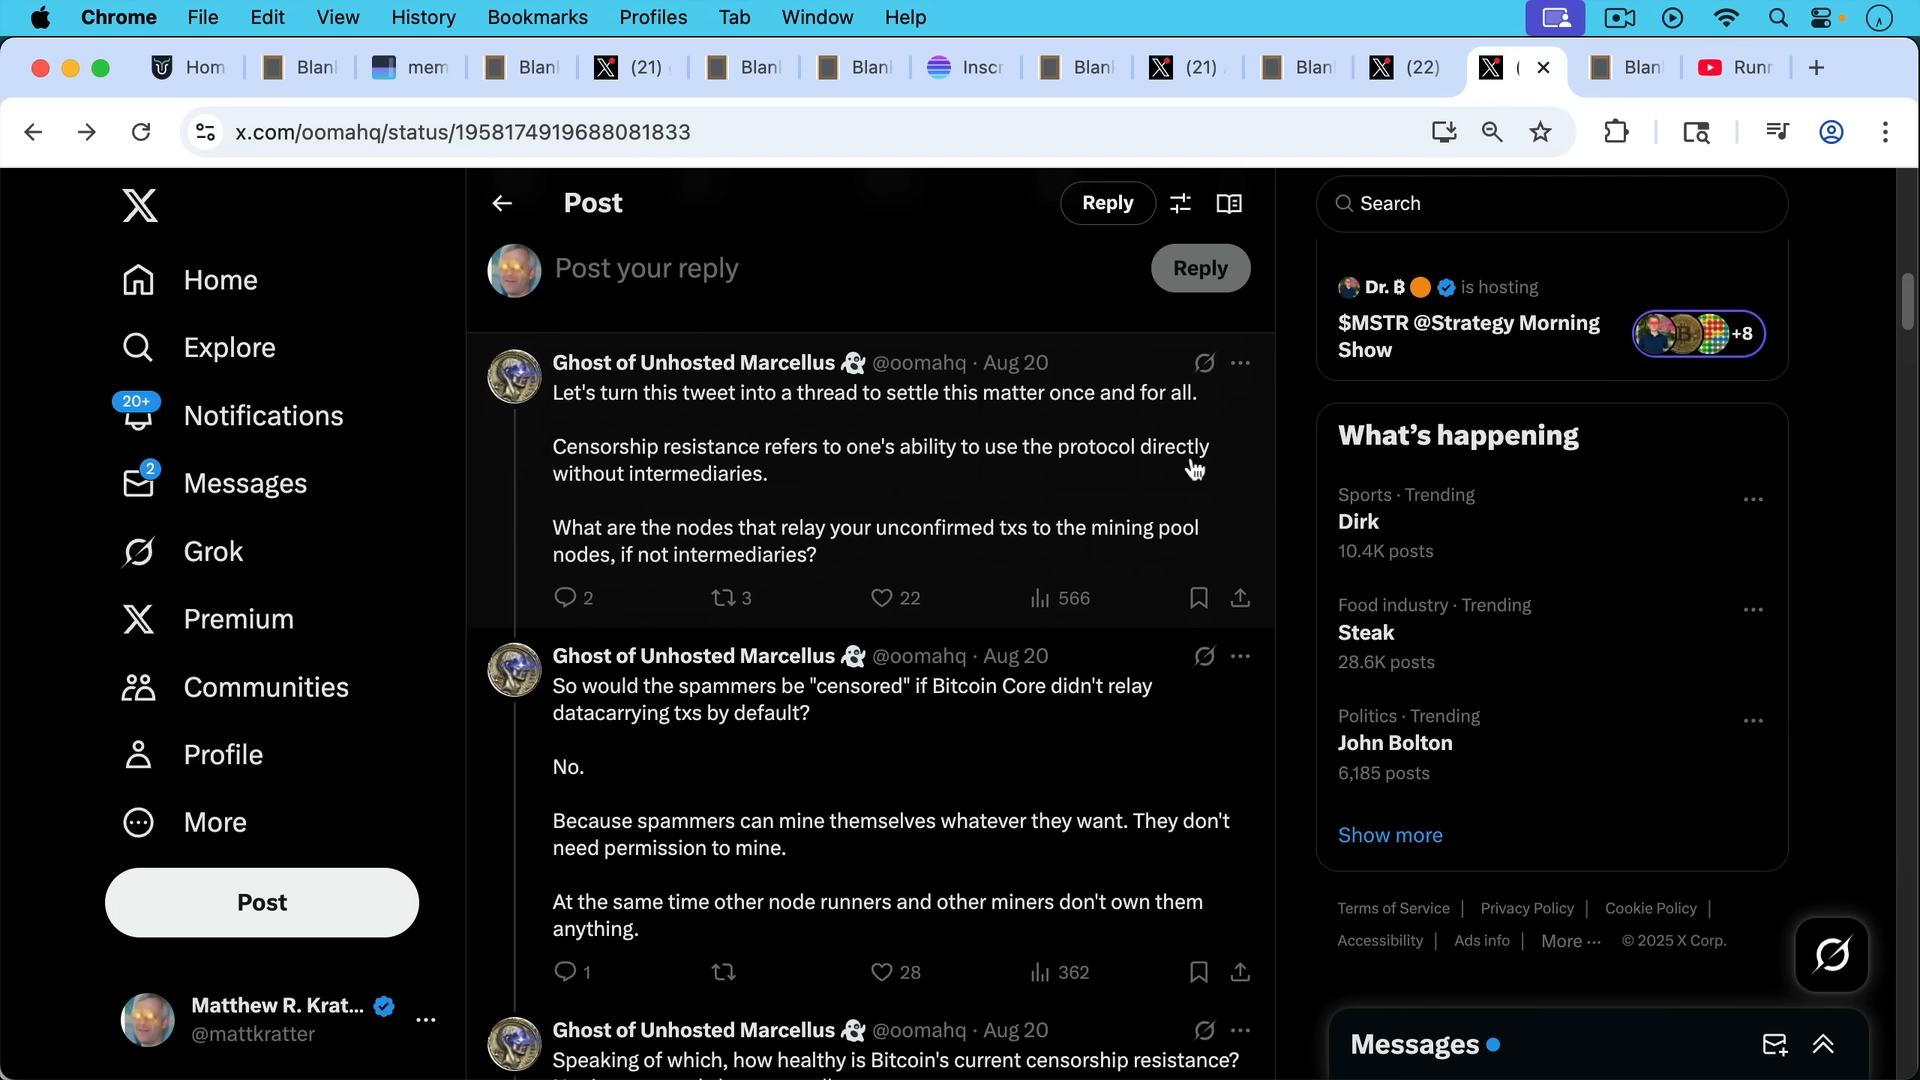 Chrome File Edit View History Bookmarks Profiles Tab Window Help
Hom Blan mem Blan (21) Blan Blan Inscr Blan (21) Blan (22) ( Blan Runr
x.com/oomahq/status/1958174919688081833
Post Reply
Post your reply Reply
Home
Explore
20+
Notifications
2
Messages
Grok
Premium
Communities
Profile
More
Post
Matthew R. Krat...
@mattkratter
Ghost of Unhosted Marcellus @oomahq · Aug 20
Let's turn this tweet into a thread to settle this matter once and for all.
Censorship resistance refers to one's ability to use the protocol directly
without intermediaries.
What are the nodes that relay your unconfirmed txs to the mining pool
nodes, if not intermediaries?
2 3 22 566
Ghost of Unhosted Marcellus @oomahq · Aug 20
So would the spammers be "censored" if Bitcoin Core didn't relay
datacarrying txs by default?
No.
Because spammers can mine themselves whatever they want. They don't
need permission to mine.
At the same time other node runners and other miners don't own them
anything.
1 28 362
Ghost of Unhosted Marcellus @oomahq · Aug 20
Speaking of which, how healthy is Bitcoin's current censorship resistance?
Search
Dr. ₿ is hosting
$MSTR @Strategy Morning
Show
+8
What's happening
Sports · Trending
Dirk
10.4K posts
Food industry · Trending
Steak
28.6K posts
Politics · Trending
John Bolton
6,185 posts
Show more
Terms of Service | Privacy Policy | Cookie Policy |
Accessibility | Ads info | More ··· © 2025 X Corp.
Messages